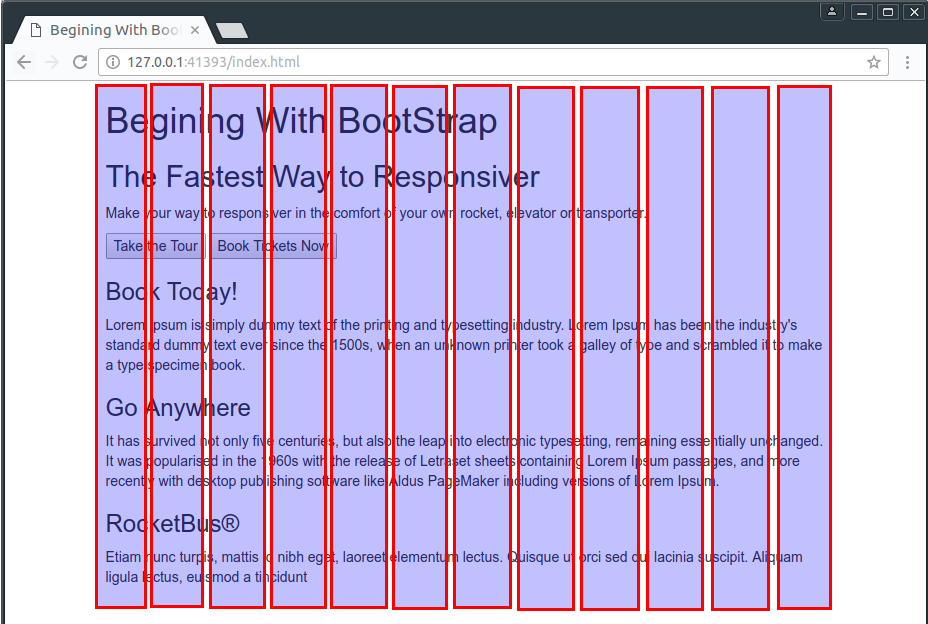 Begining With Boo
127.0.0.1:41393/index.html
Begining With BootStrap
The Fastest Way to Responsiver
Make your way to responsiver in the comfort of your own rocket, elevator or transporter.
Take the Tour Book Tickets Now
Book Today!
Lorem Ipsum is simply dummy text of the printing and typesetting industry. Lorem Ipsum has been the industry's
standard dummy text ever since the 1500s, when an unknown printer took a galley of type and scrambled it to make
a type specimen book.
Go Anywhere
It has survived not only five centuries, but also the leap into electronic typesetting, remaining essentially unchanged.
It was popularised in the 1960s with the release of Letraset sheets containing Lorem Ipsum passages, and more
recently with desktop publishing software like Aldus PageMaker including versions of Lorem Ipsum.
RocketBus®
Etiam nunc turpis, mattis id nibh eget, laoreet elementum lectus. Quisque ut orci sed dui lacinia suscipit. Aliquam
ligula lectus, euismod a tincidunt